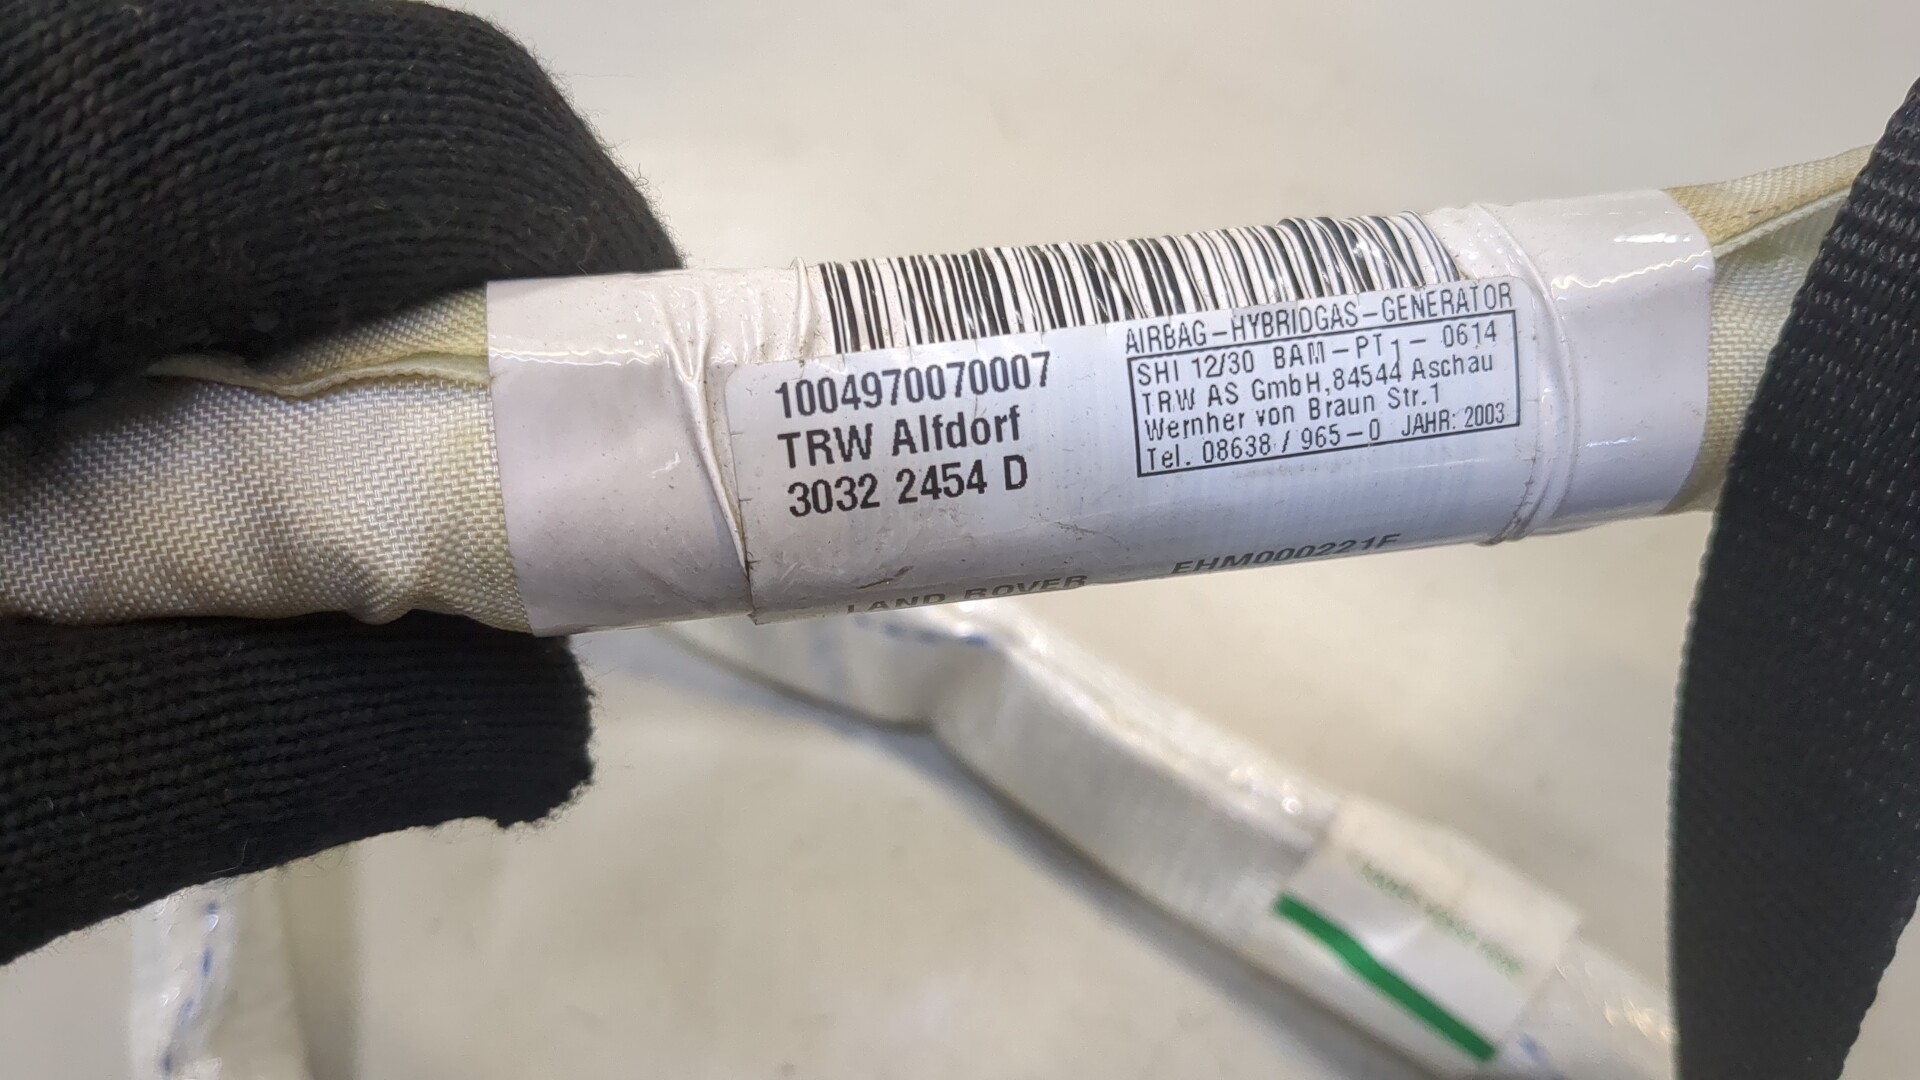 1004970070007
TRW Alfdorf
3032 2454 D
AIRBAG-HYBRIDGAS-GENERATOR
SHI 12/30 BAM-PT1- 0614
TRW AS GmbH, 84544 Aschau
Wernher von Braun Str.1
Tel. 08638 / 965-0 JAHR: 2003
LAND ROVER EHM000221F